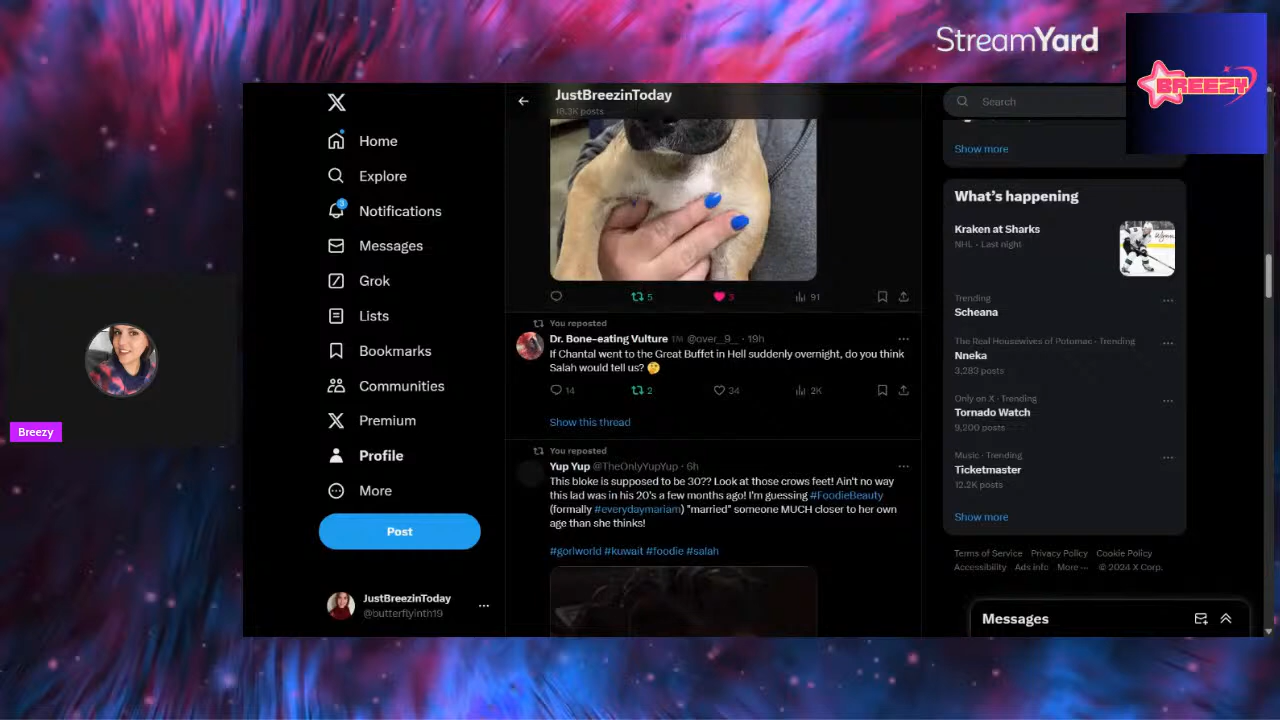 StreamYard
BREEZY
Home
Explore
3
Notifications
Messages
Grok
Lists
Bookmarks
Communities
Premium
Profile
More
Post
JustBreezinToday
@butterflyinth19
Breezy
JustBreezinToday
18.3K posts
5
3
91
You reposted
Dr. Bone-eating Vulture @over_9_ · 19h
If Chantal went to the Great Buffet in Hell suddenly overnight, do you think
Salah would tell us? 🤔
14
2
34
2K
Show this thread
You reposted
Yup Yup @TheOnlyYupYup · 6h
This bloke is supposed to be 30?? Look at those crows feet! Ain't no way
this lad was in his 20's a few months ago! I'm guessing #FoodieBeauty
(formally #everydaymariam) "married" someone MUCH closer to her own
age than she thinks!
#gorlworld #kuwait #foodie #salah
Search
Show more
What's happening
Kraken at Sharks
NHL · Last night
Trending
Scheana
The Real Housewives of Potomac · Trending
Nneka
3,283 posts
Only on X · Trending
Tornado Watch
9,200 posts
Music · Trending
Ticketmaster
12.2K posts
Show more
Terms of Service Privacy Policy Cookie Policy
Accessibility Ads info More ··· © 2024 X Corp.
Messages